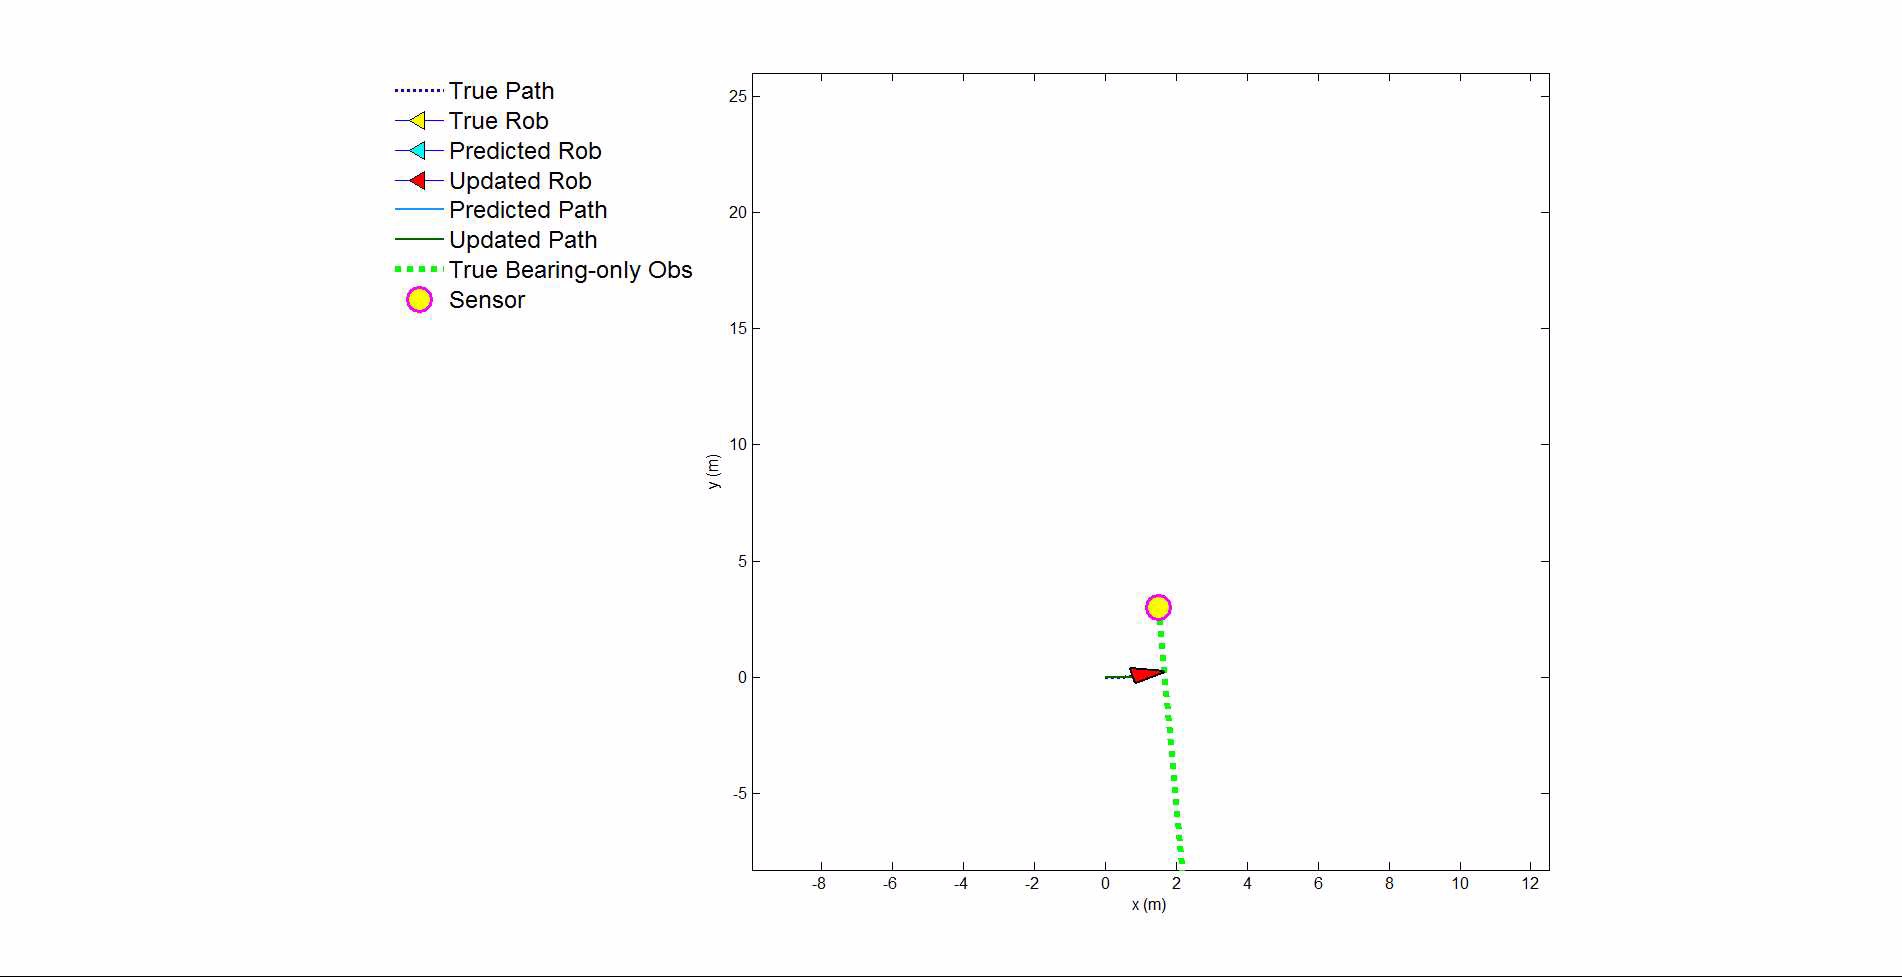 True Path
True Rob
Predicted Rob
Updated Rob
Predicted Path
Updated Path
True Bearing-only Obs
Sensor
25
20
15
10
5
0
-5
y (m)
-8 -6 -4 -2 0 2 4 6 8 10 12
x (m)